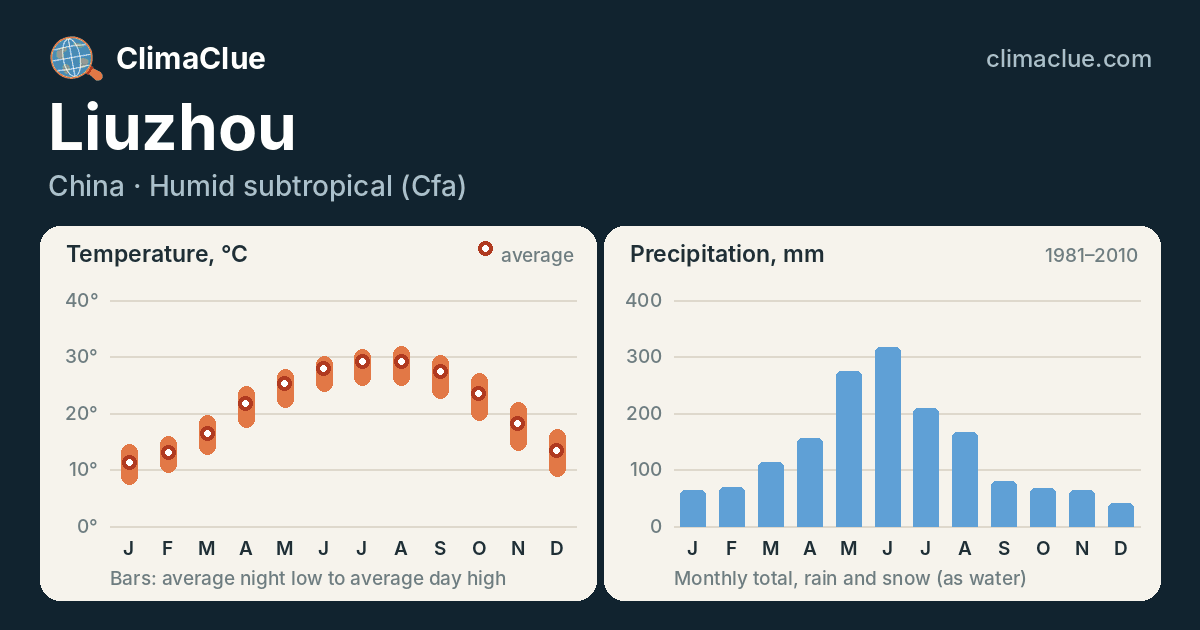 ClimaClue
climaclue.com
Liuzhou
China · Humid subtropical (Cfa)
Temperature, °C
average
40°
30°
20°
10°
0°
J F M A M J J A S O N D
Bars: average night low to average day high
Precipitation, mm
1981–2010
400
300
200
100
0
J F M A M J J A S O N D
Monthly total, rain and snow (as water)